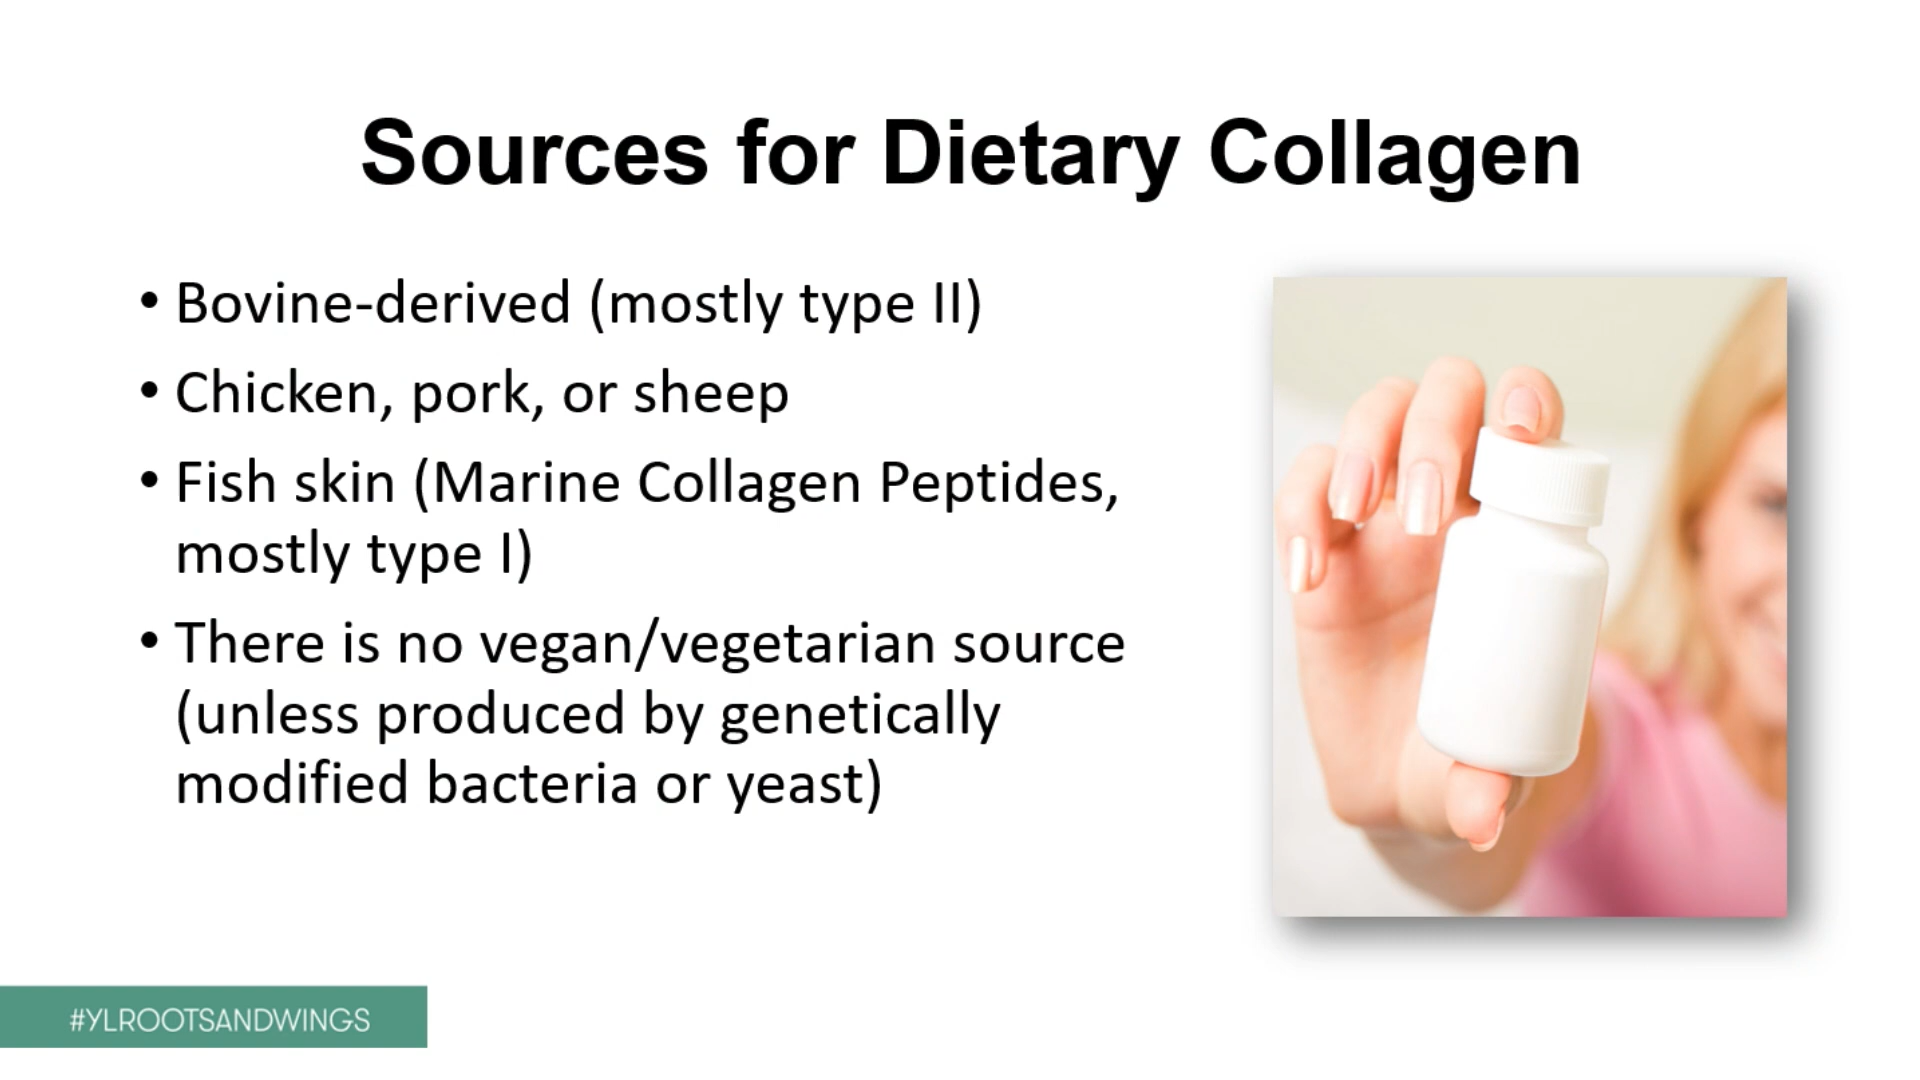 Sources for Dietary Collagen
• Bovine-derived (mostly type II)
• Chicken, pork, or sheep
• Fish skin (Marine Collagen Peptides,
mostly type I)
• There is no vegan/vegetarian source
(unless produced by genetically
modified bacteria or yeast)
#YLROOTSANDWINGS